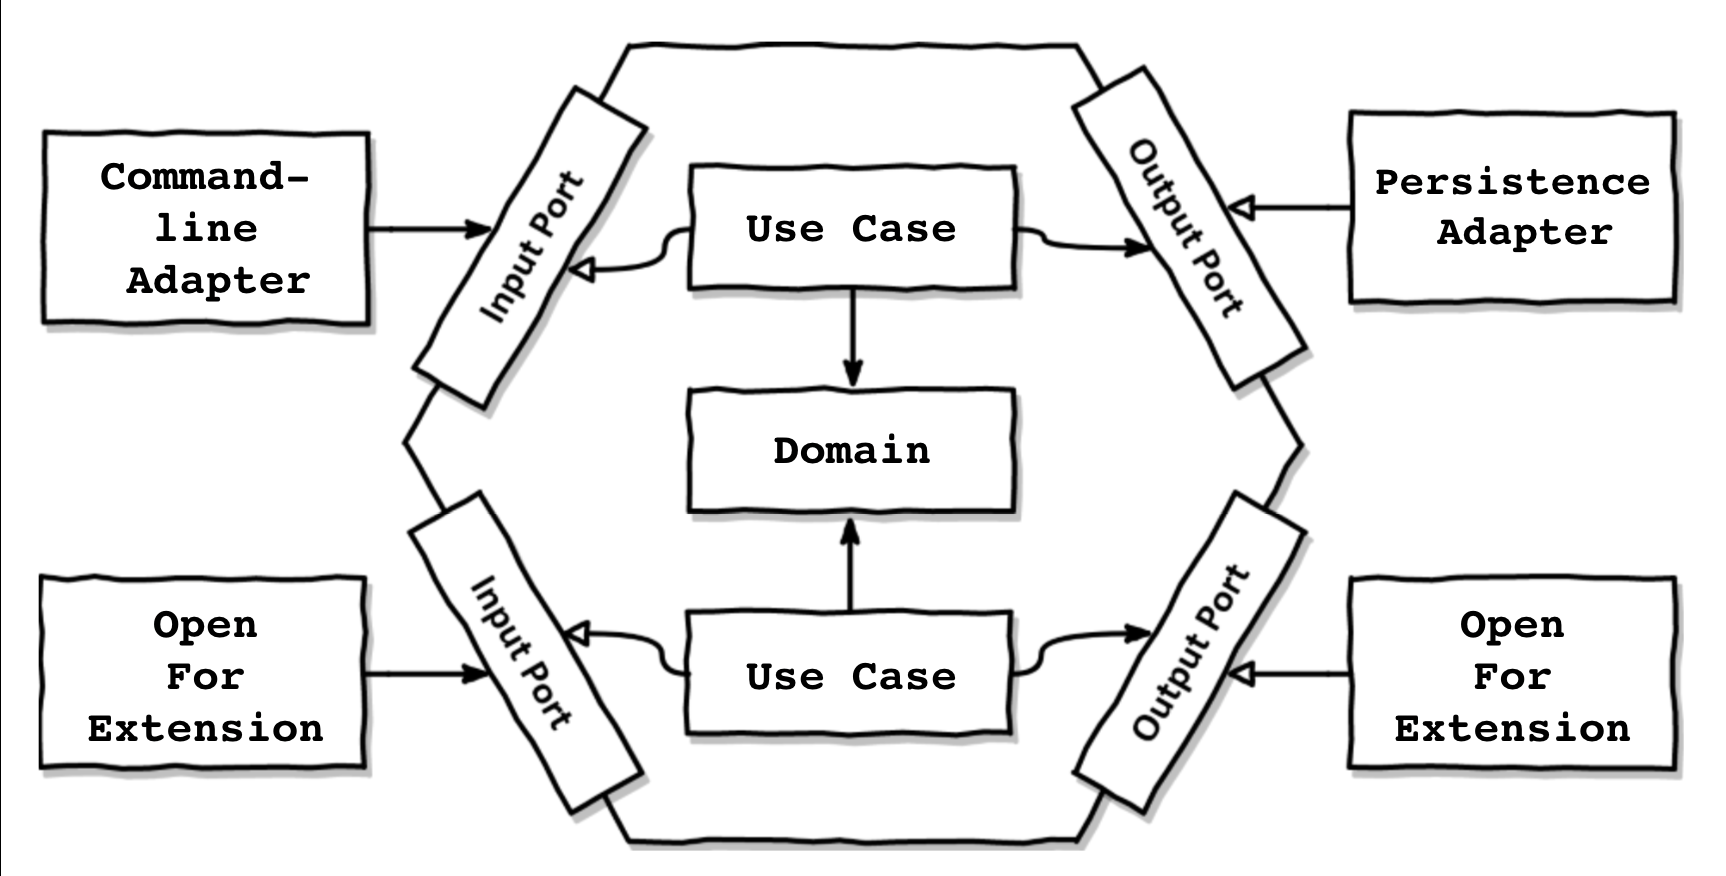 Command-
line
Adapter
Input Port
Use Case
Output Port
Persistence
Adapter
Domain
Open
For
Extension
Input Port
Use Case
Output Port
Open
For
Extension